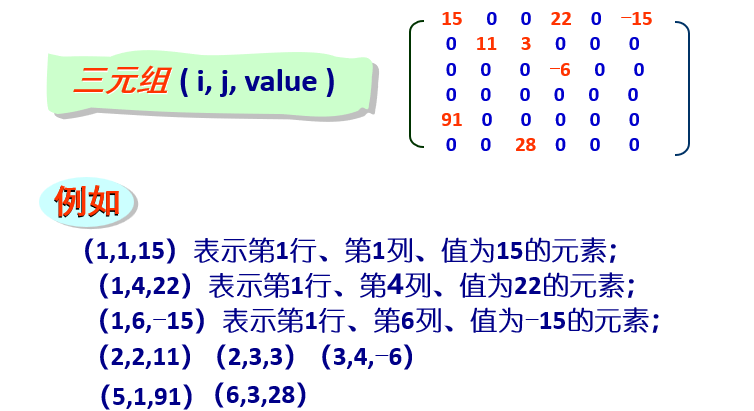 三元组 ( i, j, value )
15 0 0 22 0 −15
0 11 3 0 0 0
0 0 0 −6 0 0
0 0 0 0 0 0
91 0 0 0 0 0
0 0 28 0 0 0
例如
（1,1,15）表示第1行、第1列、值为15的元素；
（1,4,22）表示第1行、第4列、值为22的元素；
（1,6,−15）表示第1行、第6列、值为−15的元素；
（2,2,11）（2,3,3）（3,4,−6）
（5,1,91）（6,3,28）